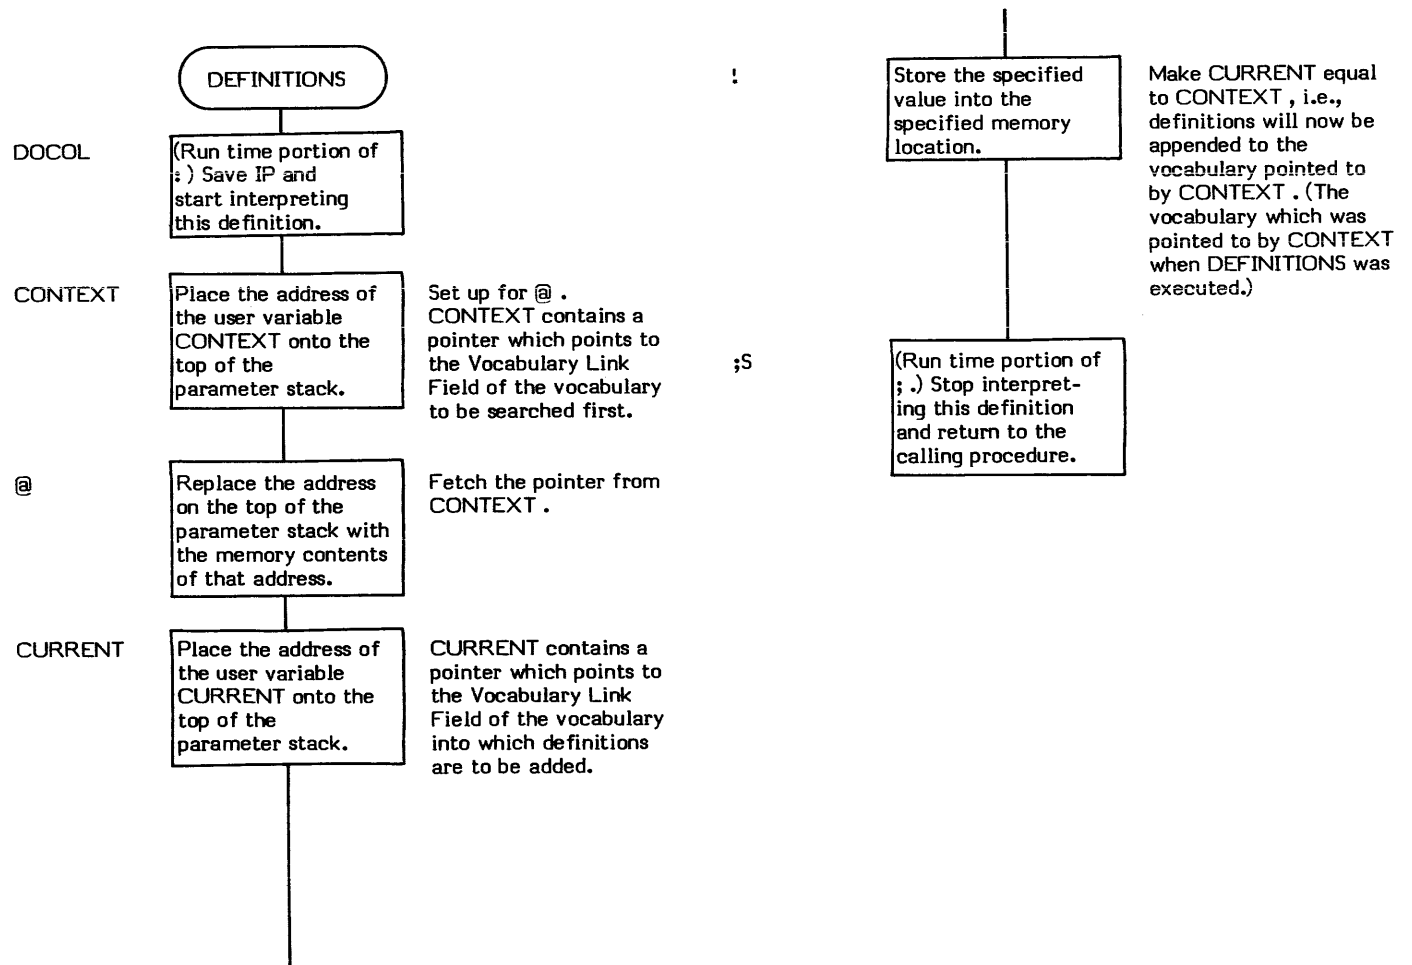 DEFINITIONS
DOCOL
(Run time portion of
: ) Save IP and
start interpreting
this definition.
CONTEXT
Place the address of
the user variable
CONTEXT onto the
top of the
parameter stack.
Set up for @ .
CONTEXT contains a
pointer which points to
the Vocabulary Link
Field of the vocabulary
to be searched first.
@
Replace the address
on the top of the
parameter stack with
the memory contents
of that address.
Fetch the pointer from
CONTEXT .
CURRENT
Place the address of
the user variable
CURRENT onto the
top of the
parameter stack.
CURRENT contains a
pointer which points to
the Vocabulary Link
Field of the vocabulary
into which definitions
are to be added.
!
Store the specified
value into the
specified memory
location.
Make CURRENT equal
to CONTEXT , i.e.,
definitions will now be
appended to the
vocabulary pointed to
by CONTEXT . (The
vocabulary which was
pointed to by CONTEXT
when DEFINITIONS was
executed.)
;S
(Run time portion of
; .) Stop interpret-
ing this definition
and return to the
calling procedure.